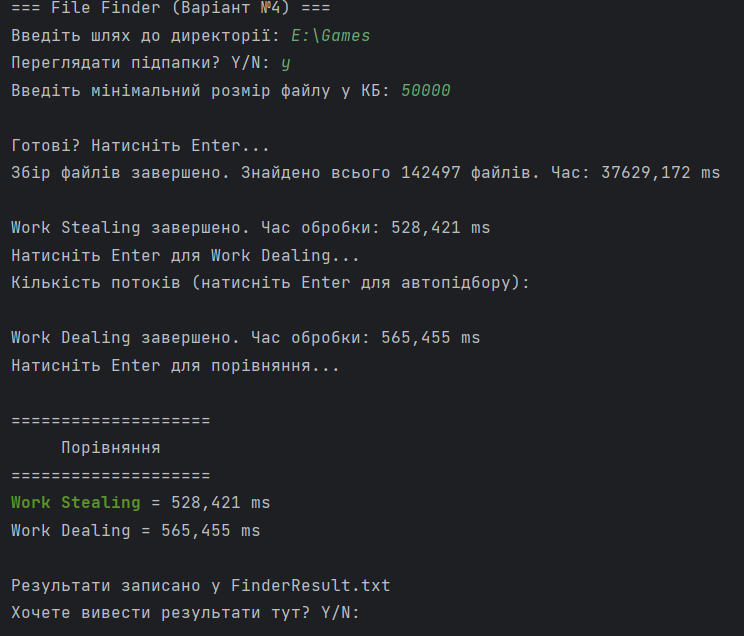 === File Finder (Варіант №4) ===
Введіть шлях до директорії: E:\Games
Переглядати підпапки? Y/N: y
Введіть мінімальний розмір файлу у КБ: 50000
Готові? Натисніть Enter...
Збір файлів завершено. Знайдено всього 142497 файлів. Час: 37629,172 ms
Work Stealing завершено. Час обробки: 528,421 ms
Натисніть Enter для Work Dealing...
Кількість потоків (натисніть Enter для автопідбору):
Work Dealing завершено. Час обробки: 565,455 ms
Натисніть Enter для порівняння...
====================
Порівняння
====================
Work Stealing = 528,421 ms
Work Dealing = 565,455 ms
Результати записано у FinderResult.txt
Хочете вивести результати тут? Y/N: